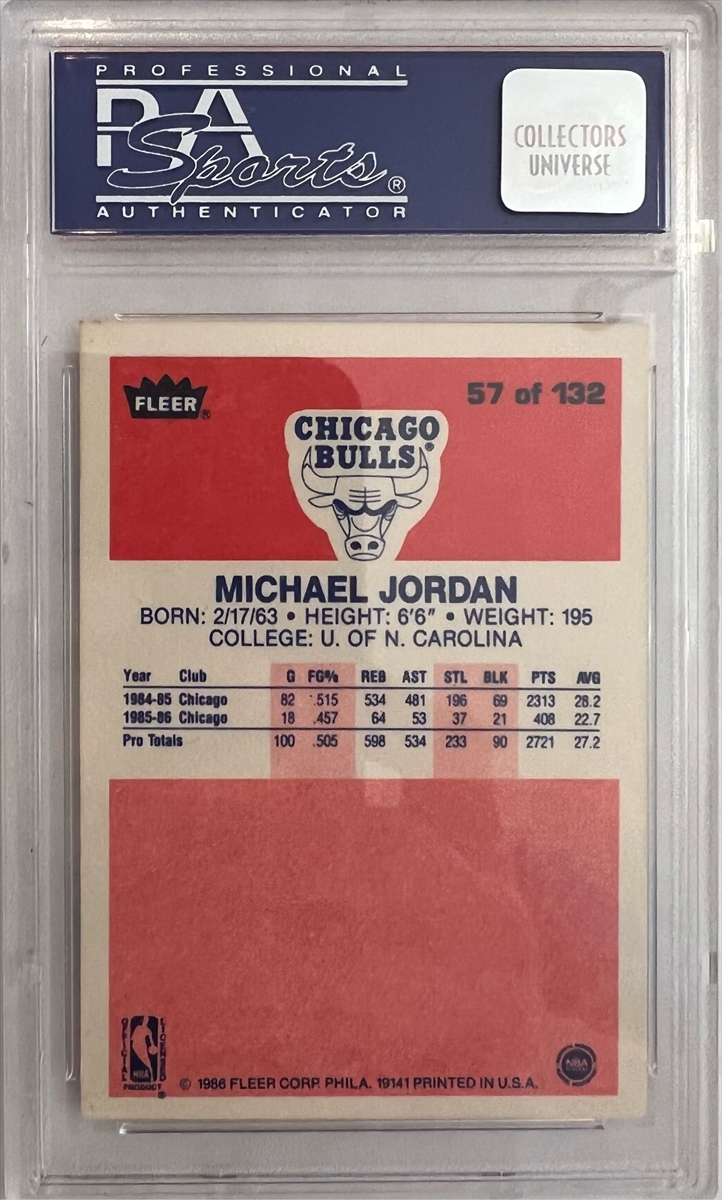 PROFESSIONAL
PSA
Sports®
AUTHENTICATOR
COLLECTORS
UNIVERSE
FLEER®
57 of 132
CHICAGO
BULLS®
MICHAEL JORDAN
BORN: 2/17/63 • HEIGHT: 6'6" • WEIGHT: 195
COLLEGE: U. OF N. CAROLINA
Year Club G FG% REB AST STL BLK PTS AVG
1984-85 Chicago 82 .515 534 481 196 69 2313 28.2
1985-86 Chicago 18 .457 64 53 37 21 408 22.7
Pro Totals 100 .505 598 534 233 90 2721 27.2
OFFICIAL
LICENSED
NBA
PRODUCT
© 1986 FLEER CORP. PHILA. 19141 PRINTED IN U.S.A.
NBA